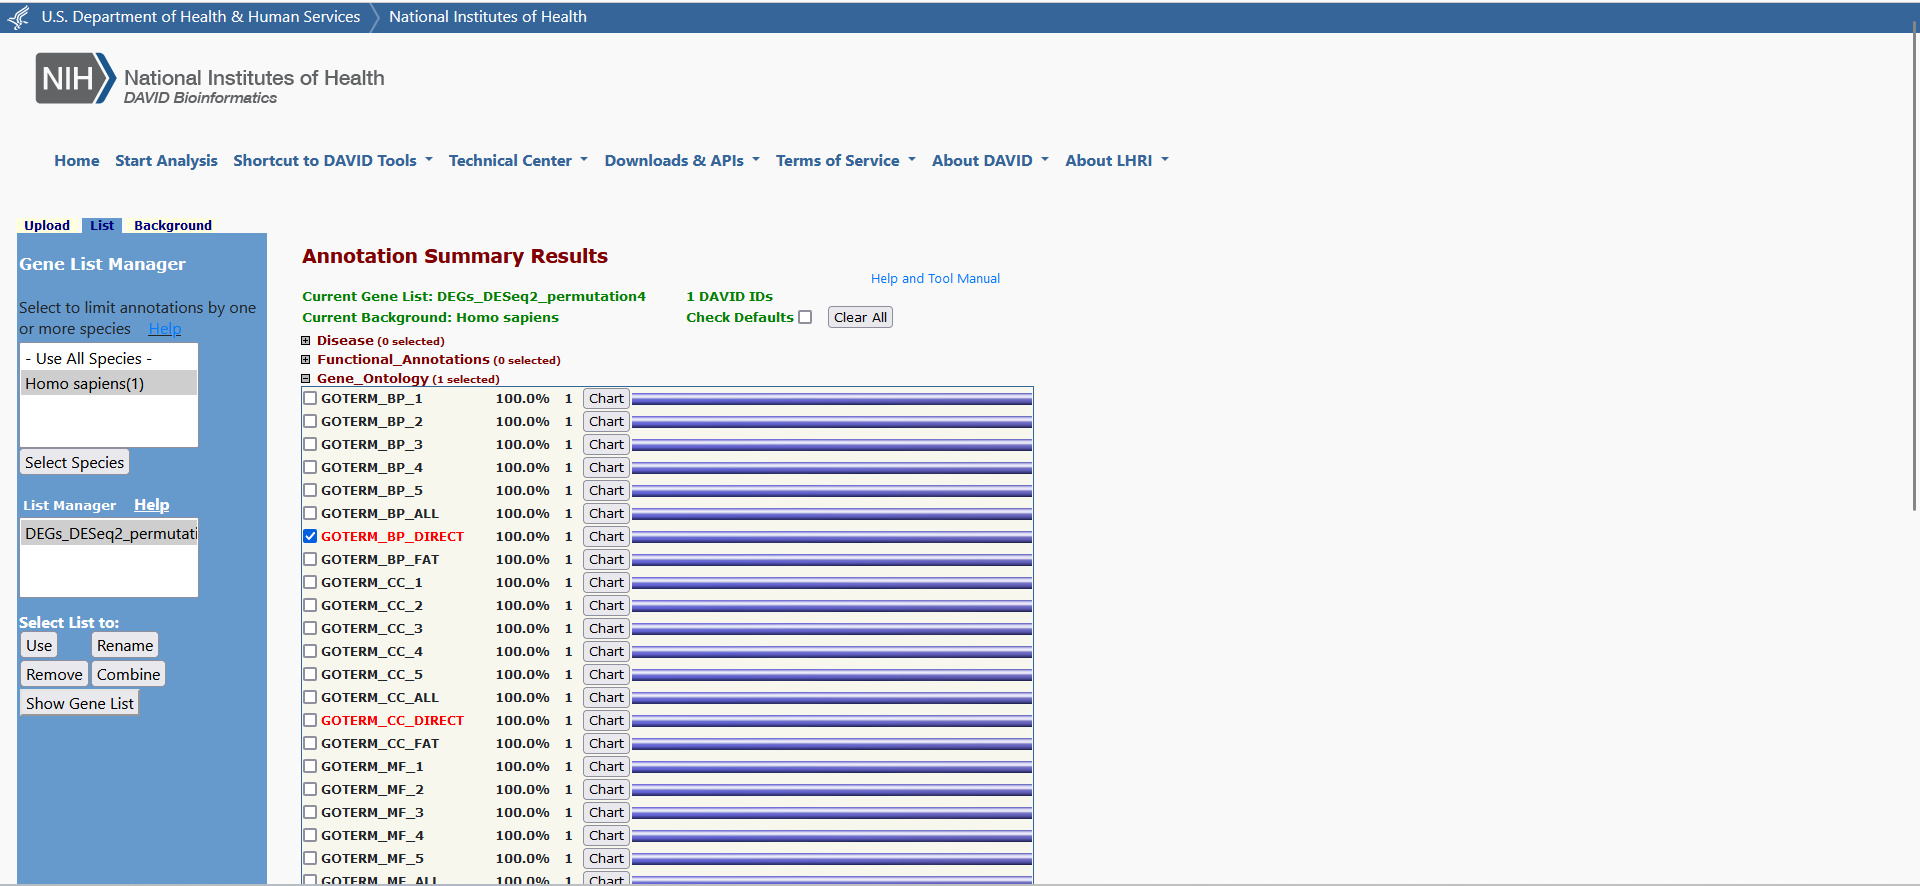 U.S. Department of Health & Human Services National Institutes of Health
NIH National Institutes of Health
DAVID Bioinformatics
Home Start Analysis Shortcut to DAVID Tools Technical Center Downloads & APIs Terms of Service About DAVID About LHRI
Upload List Background
Gene List Manager
Select to limit annotations by one
or more species Help
- Use All Species -
Homo sapiens(1)
Select Species
List Manager Help
DEGs_DESeq2_permutati
Select List to:
Use Rename
Remove Combine
Show Gene List
Annotation Summary Results
Help and Tool Manual
Current Gene List: DEGs_DESeq2_permutation4 1 DAVID IDs
Current Background: Homo sapiens Check Defaults Clear All
Disease (0 selected)
Functional_Annotations (0 selected)
Gene_Ontology (1 selected)
GOTERM_BP_1 100.0% 1 Chart
GOTERM_BP_2 100.0% 1 Chart
GOTERM_BP_3 100.0% 1 Chart
GOTERM_BP_4 100.0% 1 Chart
GOTERM_BP_5 100.0% 1 Chart
GOTERM_BP_ALL 100.0% 1 Chart
GOTERM_BP_DIRECT 100.0% 1 Chart
GOTERM_BP_FAT 100.0% 1 Chart
GOTERM_CC_1 100.0% 1 Chart
GOTERM_CC_2 100.0% 1 Chart
GOTERM_CC_3 100.0% 1 Chart
GOTERM_CC_4 100.0% 1 Chart
GOTERM_CC_5 100.0% 1 Chart
GOTERM_CC_ALL 100.0% 1 Chart
GOTERM_CC_DIRECT 100.0% 1 Chart
GOTERM_CC_FAT 100.0% 1 Chart
GOTERM_MF_1 100.0% 1 Chart
GOTERM_MF_2 100.0% 1 Chart
GOTERM_MF_3 100.0% 1 Chart
GOTERM_MF_4 100.0% 1 Chart
GOTERM_MF_5 100.0% 1 Chart
GOTERM_MF_ALL 100.0% 1 Chart